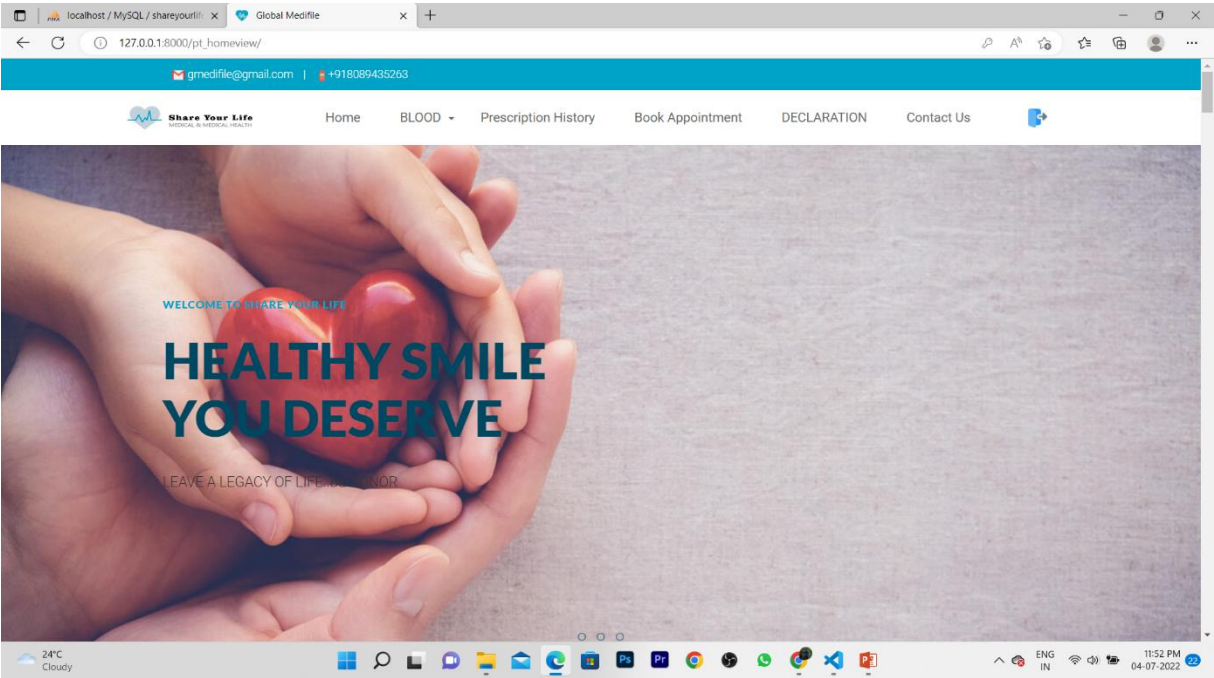 localhost / MySQL / shareyourlif
Global Medifile
127.0.0.1:8000/pt_homeview/
gmedifile@gmail.com | +918089435263
Share Your Life
MEDICAL & MEDICAL HEALTH
Home BLOOD Prescription History Book Appointment DECLARATION Contact Us
WELCOME TO SHARE YOUR LIFE
HEALTHY SMILE
YOU DESERVE
LEAVE A LEGACY OF LIFE. DONOR
24°C
Cloudy
Ps Pr
ENG
IN
11:52 PM
04-07-2022
22